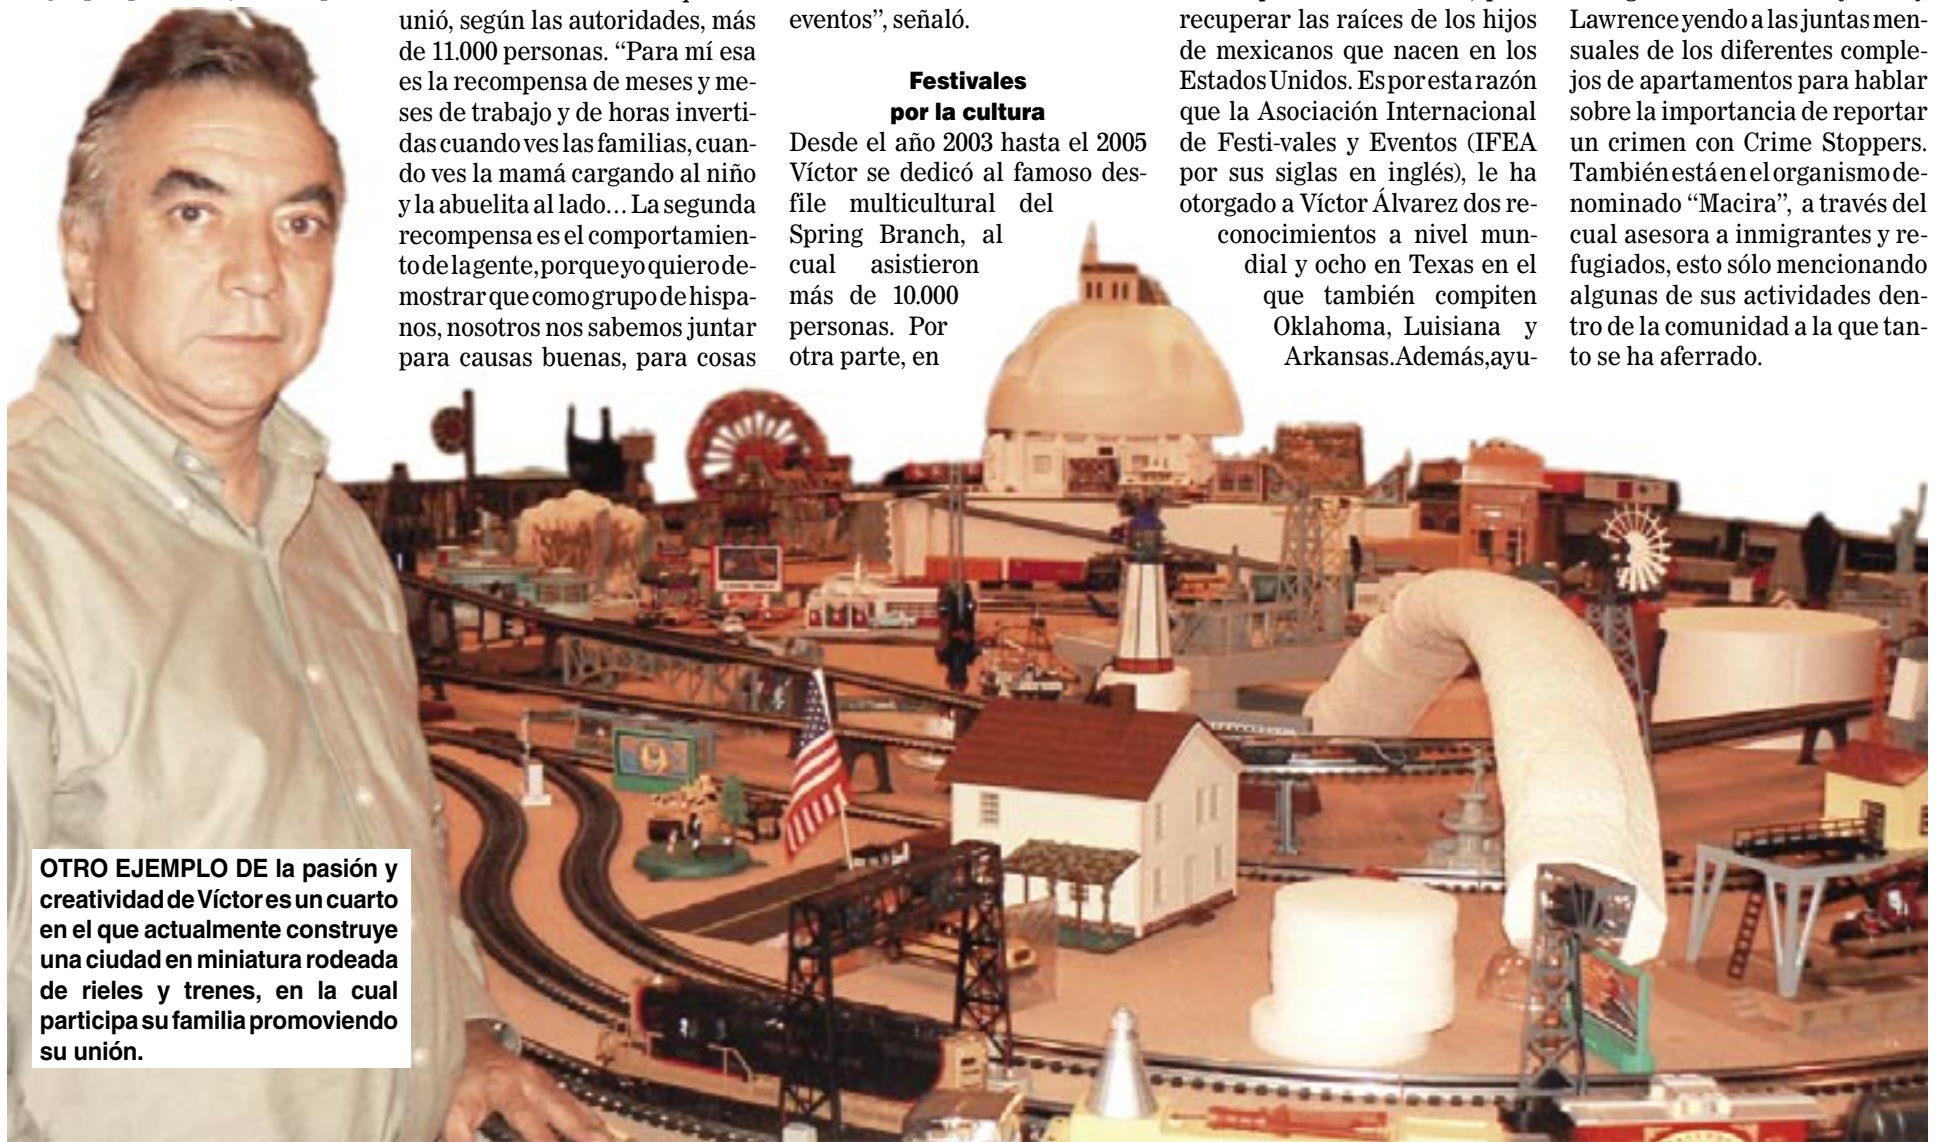 unió, según las autoridades, más
de 11.000 personas. “Para mí esa
es la recompensa de meses y me-
ses de trabajo y de horas inverti-
das cuando ves las familias, cuan-
do ves la mamá cargando al niño
y la abuelita al lado… La segunda
recompensa es el comportamien-
to de la gente, porque yo quiero de-
mostrar que como grupo de hispa-
nos, nosotros nos sabemos juntar
para causas buenas, para cosas
eventos”, señaló.
Festivales
por la cultura
Desde el año 2003 hasta el 2005
Víctor se dedicó al famoso des-
file multicultural del
Spring Branch, al
cual asistieron
más de 10.000
personas. Por
otra parte, en
recuperar las raíces de los hijos
de mexicanos que nacen en los
Estados Unidos. Es por esta razón
que la Asociación Internacional
de Festi-vales y Eventos (IFEA
por sus siglas en inglés), le ha
otorgado a Víctor Álvarez dos re-
conocimientos a nivel mun-
dial y ocho en Texas en el
que también compiten
Oklahoma, Luisiana y
Arkansas. Además, ayu-
Lawrence yendo a las juntas men-
suales de los diferentes comple-
jos de apartamentos para hablar
sobre la importancia de reportar
un crimen con Crime Stoppers.
También está en el organismo de-
nominado “Macira”, a través del
cual asesora a inmigrantes y re-
fugiados, esto sólo mencionando
algunas de sus actividades den-
tro de la comunidad a la que tan-
to se ha aferrado.
OTRO EJEMPLO DE la pasión y
creatividad de Víctor es un cuarto
en el que actualmente construye
una ciudad en miniatura rodeada
de rieles y trenes, en la cual
participa su familia promoviendo
su unión.